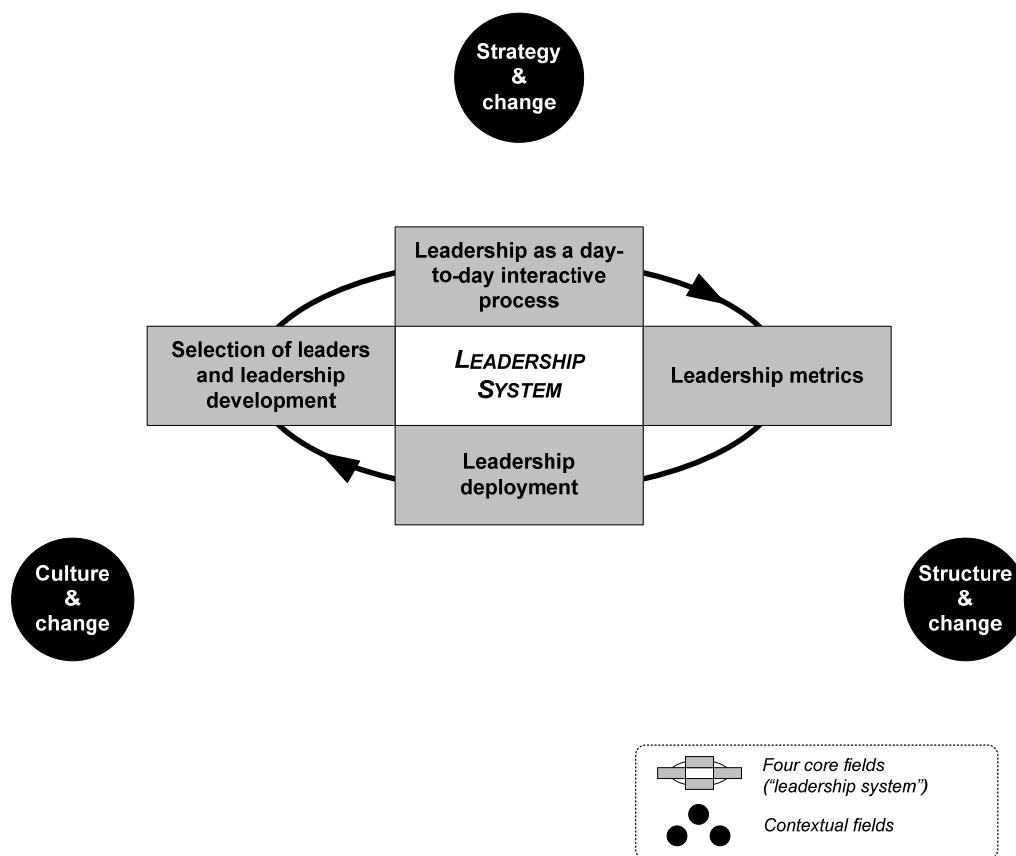 Strategy
&
change
Leadership as a day-
to-day interactive
process
Selection of leaders
and leadership
development
LEADERSHIP
SYSTEM
Leadership metrics
Leadership
deployment
Culture
&
change
Structure
&
change
Four core fields
(“leadership system”)
Contextual fields